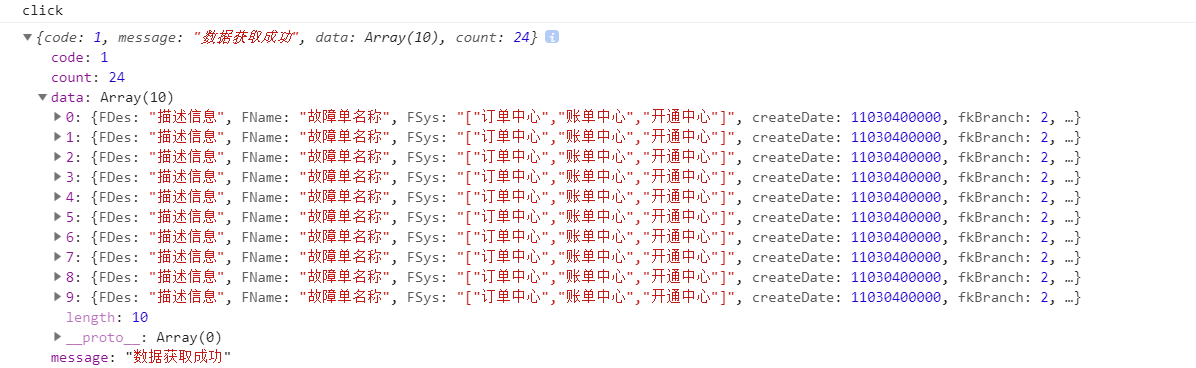 click
{code: 1, message: "数据获取成功", data: Array(10), count: 24}
code: 1
count: 24
data: Array(10)
0: {FDes: "描述信息", FName: "故障单名称", FSys: "["订单中心","账单中心","开通中心"]", createDate: 11030400000, fkBranch: 2, …}
1: {FDes: "描述信息", FName: "故障单名称", FSys: "["订单中心","账单中心","开通中心"]", createDate: 11030400000, fkBranch: 2, …}
2: {FDes: "描述信息", FName: "故障单名称", FSys: "["订单中心","账单中心","开通中心"]", createDate: 11030400000, fkBranch: 2, …}
3: {FDes: "描述信息", FName: "故障单名称", FSys: "["订单中心","账单中心","开通中心"]", createDate: 11030400000, fkBranch: 2, …}
4: {FDes: "描述信息", FName: "故障单名称", FSys: "["订单中心","账单中心","开通中心"]", createDate: 11030400000, fkBranch: 2, …}
5: {FDes: "描述信息", FName: "故障单名称", FSys: "["订单中心","账单中心","开通中心"]", createDate: 11030400000, fkBranch: 2, …}
6: {FDes: "描述信息", FName: "故障单名称", FSys: "["订单中心","账单中心","开通中心"]", createDate: 11030400000, fkBranch: 2, …}
7: {FDes: "描述信息", FName: "故障单名称", FSys: "["订单中心","账单中心","开通中心"]", createDate: 11030400000, fkBranch: 2, …}
8: {FDes: "描述信息", FName: "故障单名称", FSys: "["订单中心","账单中心","开通中心"]", createDate: 11030400000, fkBranch: 2, …}
9: {FDes: "描述信息", FName: "故障单名称", FSys: "["订单中心","账单中心","开通中心"]", createDate: 11030400000, fkBranch: 2, …}
length: 10
__proto__: Array(0)
message: "数据获取成功"